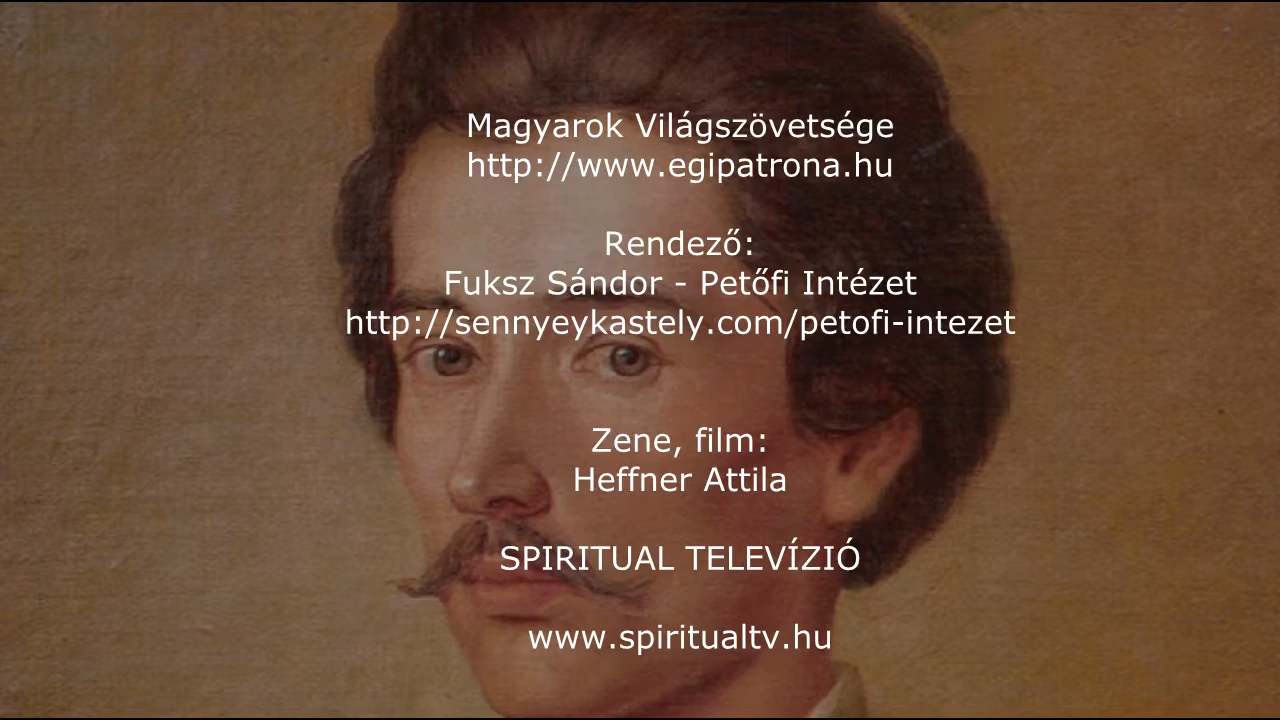 Magyarok Világszövetsége
http://www.egipatrona.hu
Rendező:
Fuksz Sándor - Petőfi Intézet
http://sennyeykastely.com/petofi-intezet
Zene, film:
Heffner Attila
SPIRITUAL TELEVÍZIÓ
www.spiritualtv.hu